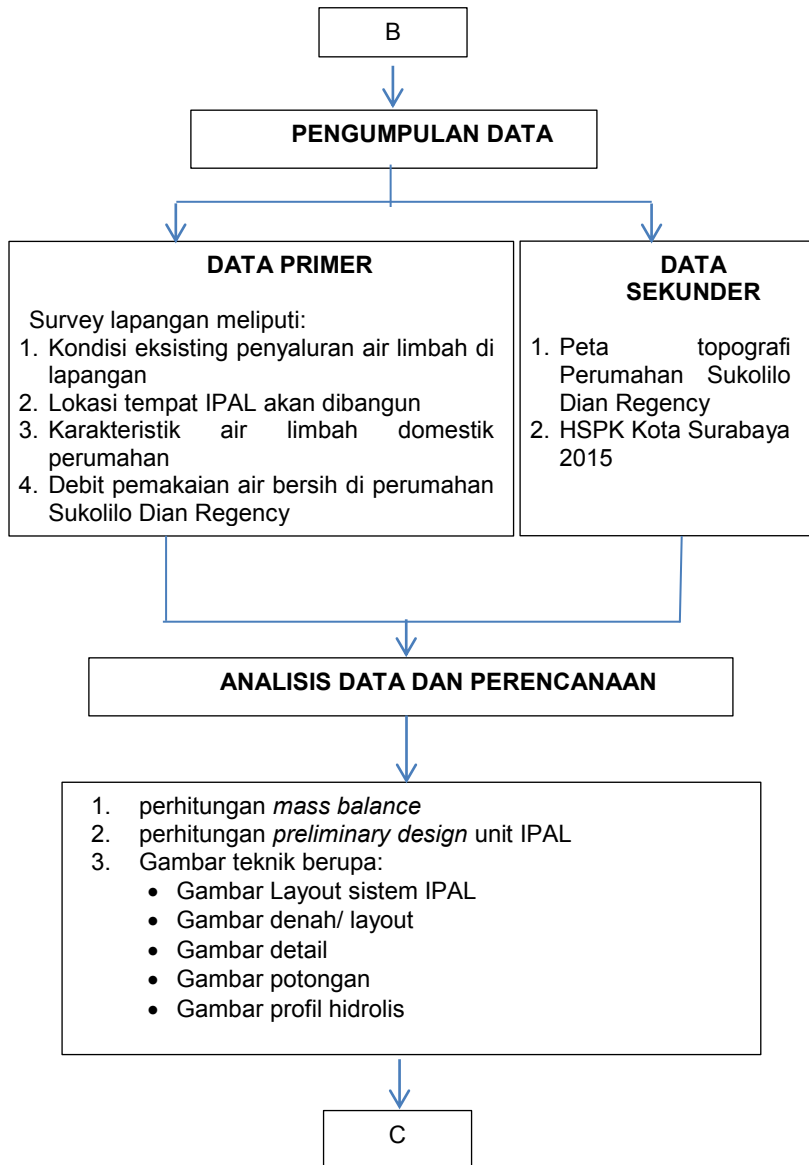 B
PENGUMPULAN DATA
DATA PRIMER
Survey lapangan meliputi:
1. Kondisi eksisting penyaluran air limbah di
lapangan
2. Lokasi tempat IPAL akan dibangun
3. Karakteristik air limbah domestik
perumahan
4. Debit pemakaian air bersih di perumahan
Sukolilo Dian Regency
DATA
SEKUNDER
1. Peta topografi
Perumahan Sukolilo
Dian Regency
2. HSPK Kota Surabaya
2015
ANALISIS DATA DAN PERENCANAAN
1. perhitungan mass balance
2. perhitungan preliminary design unit IPAL
3. Gambar teknik berupa:
• Gambar Layout sistem IPAL
• Gambar denah/ layout
• Gambar detail
• Gambar potongan
• Gambar profil hidrolis
C